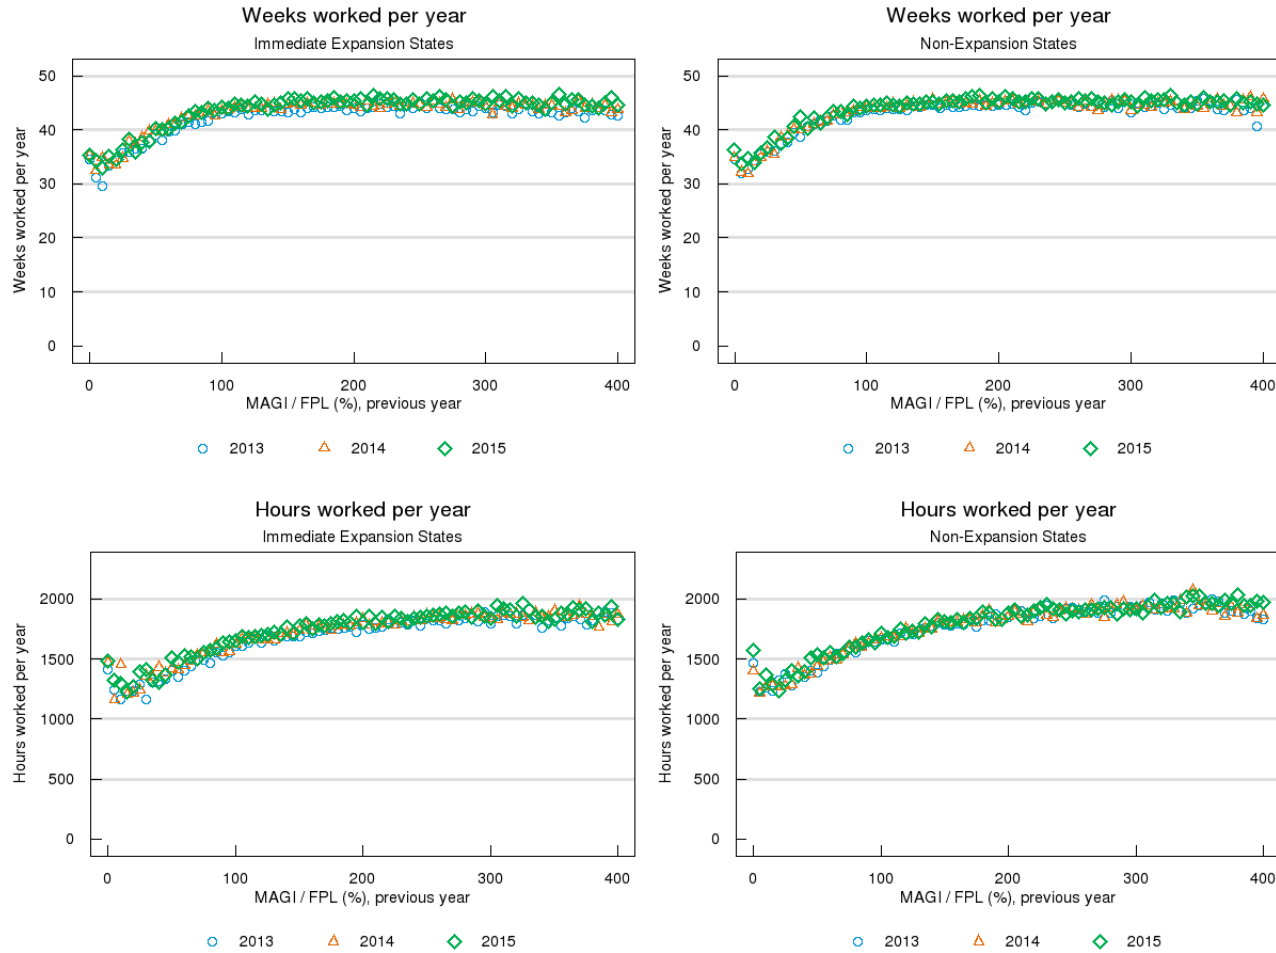 Weeks worked per year
Immediate Expansion States
Weeks worked per year
50
40
30
20
10
0
0 100 200 300 400
MAGI / FPL (%), previous year
2013 2014 2015
Weeks worked per year
Non-Expansion States
Weeks worked per year
50
40
30
20
10
0
0 100 200 300 400
MAGI / FPL (%), previous year
2013 2014 2015
Hours worked per year
Immediate Expansion States
Hours worked per year
2000
1500
1000
500
0
0 100 200 300 400
MAGI / FPL (%), previous year
2013 2014 2015
Hours worked per year
Non-Expansion States
Hours worked per year
2000
1500
1000
500
0
0 100 200 300 400
MAGI / FPL (%), previous year
2013 2014 2015